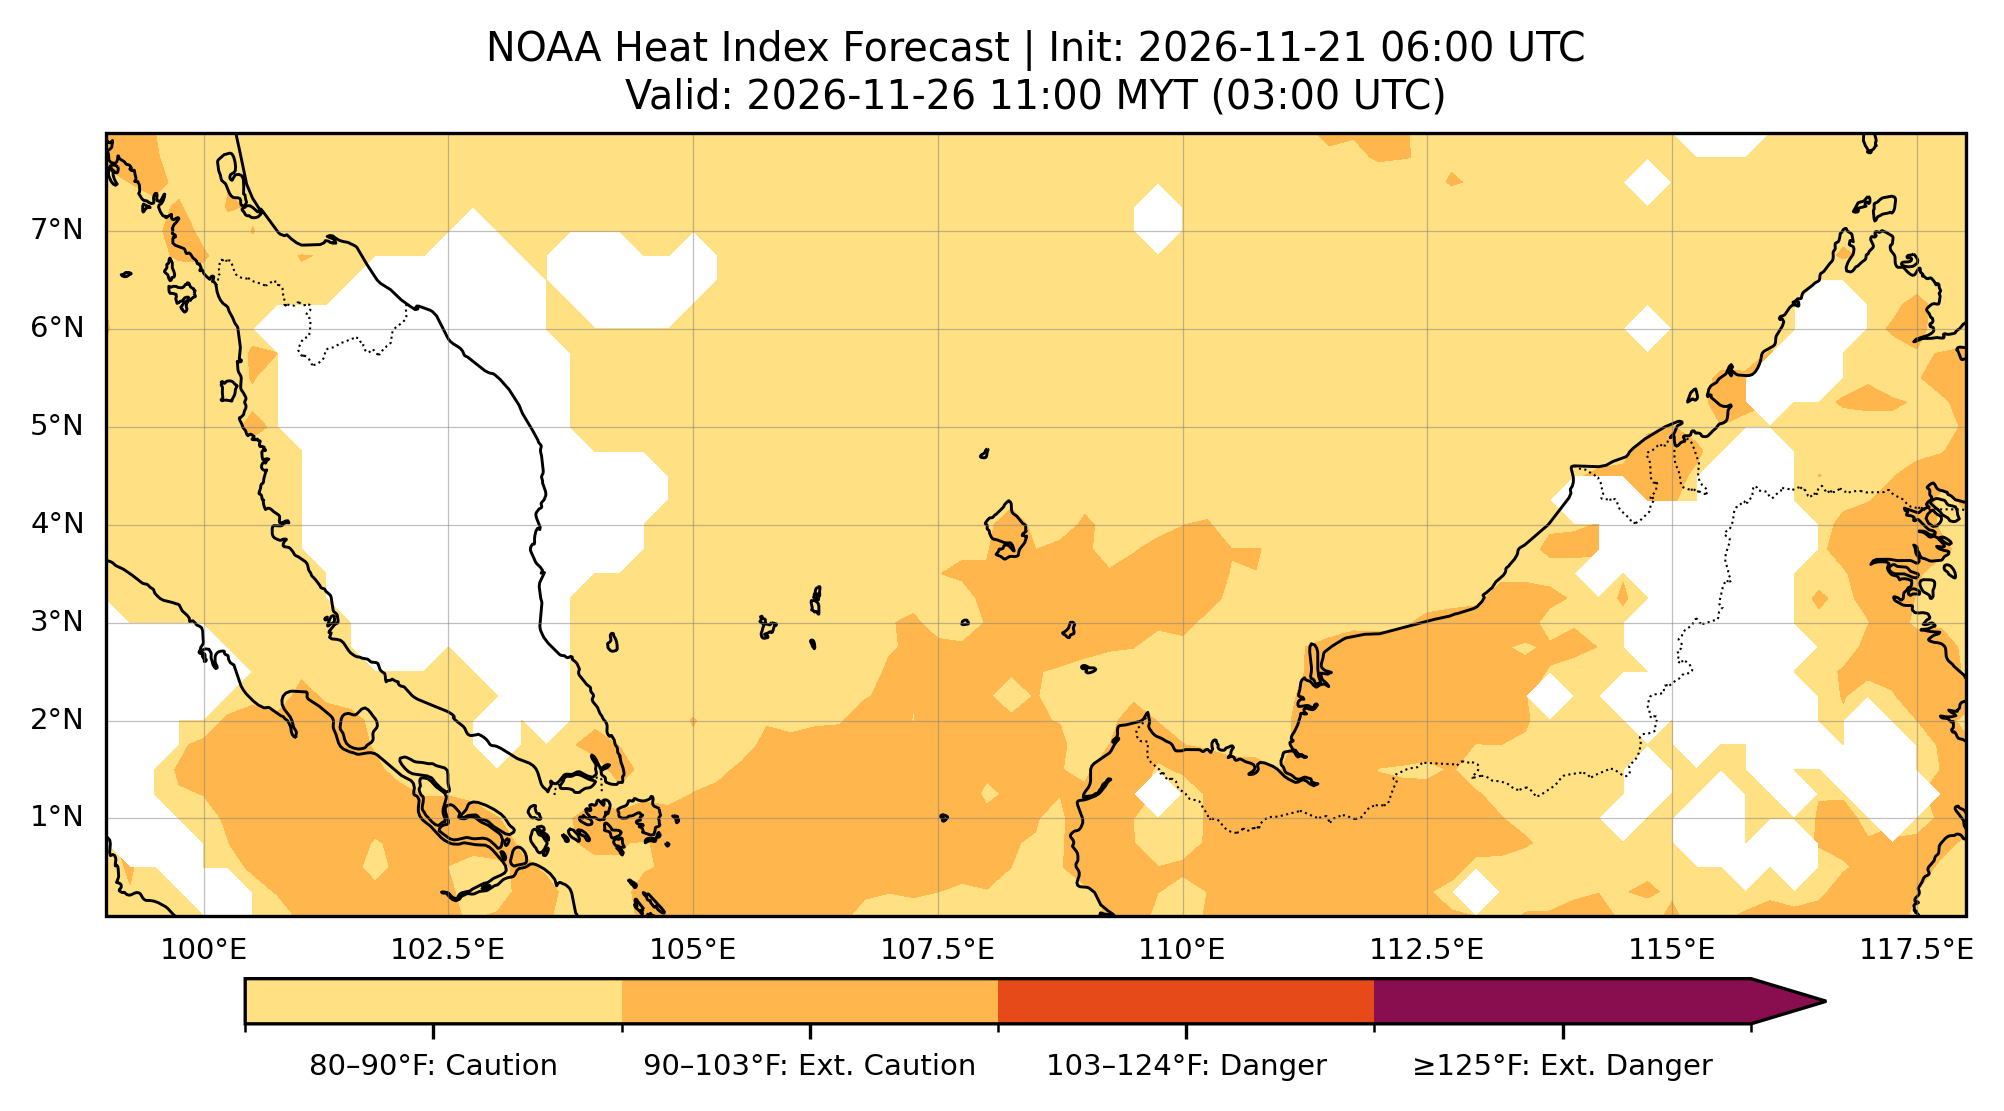 NOAA Heat Index Forecast | Init: 2026-11-21 06:00 UTC
Valid: 2026-11-26 11:00 MYT (03:00 UTC)
7°N
6°N
5°N
4°N
3°N
2°N
1°N
100°E 102.5°E 105°E 107.5°E 110°E 112.5°E 115°E 117.5°E
80–90°F: Caution 90–103°F: Ext. Caution 103–124°F: Danger ≥125°F: Ext. Danger